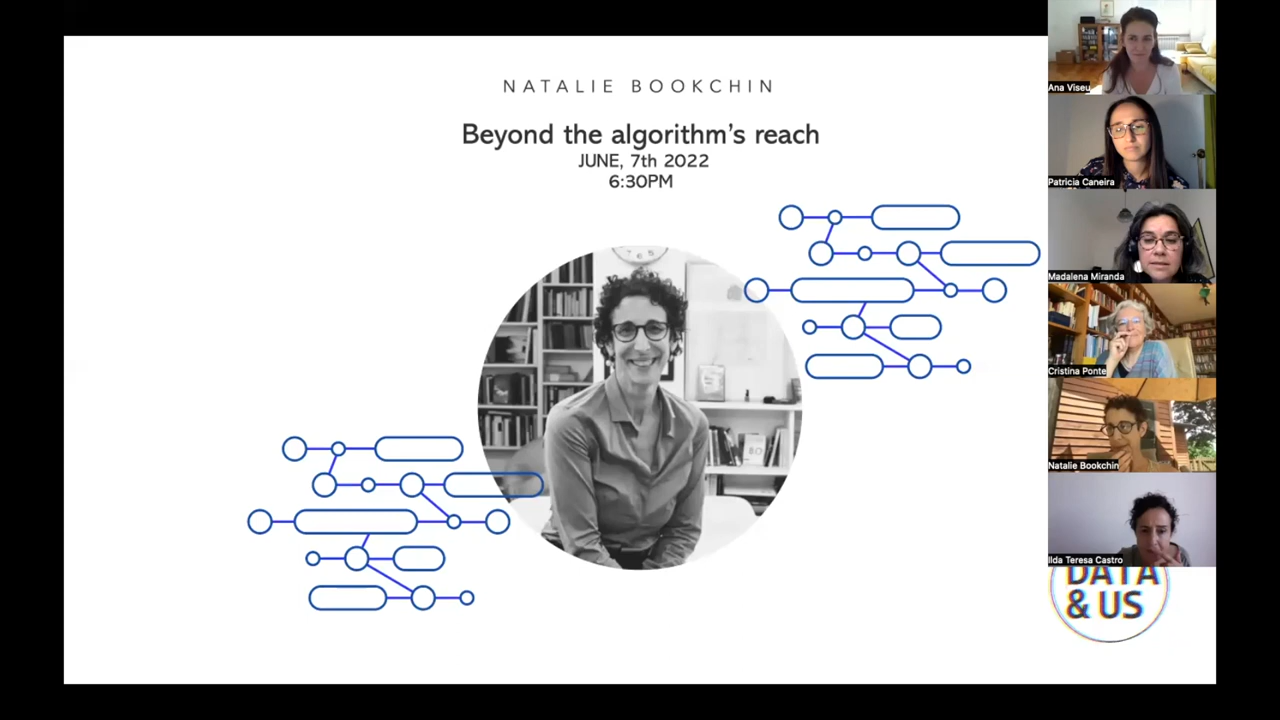 NATALIE BOOKCHIN
Beyond the algorithm's reach
JUNE, 7th 2022
6:30PM
Ana Viseu
Patricia Caneira
Madalena Miranda
Cristina Ponte
Natalie Bookchin
Ilda Teresa Castro
DATA
& US